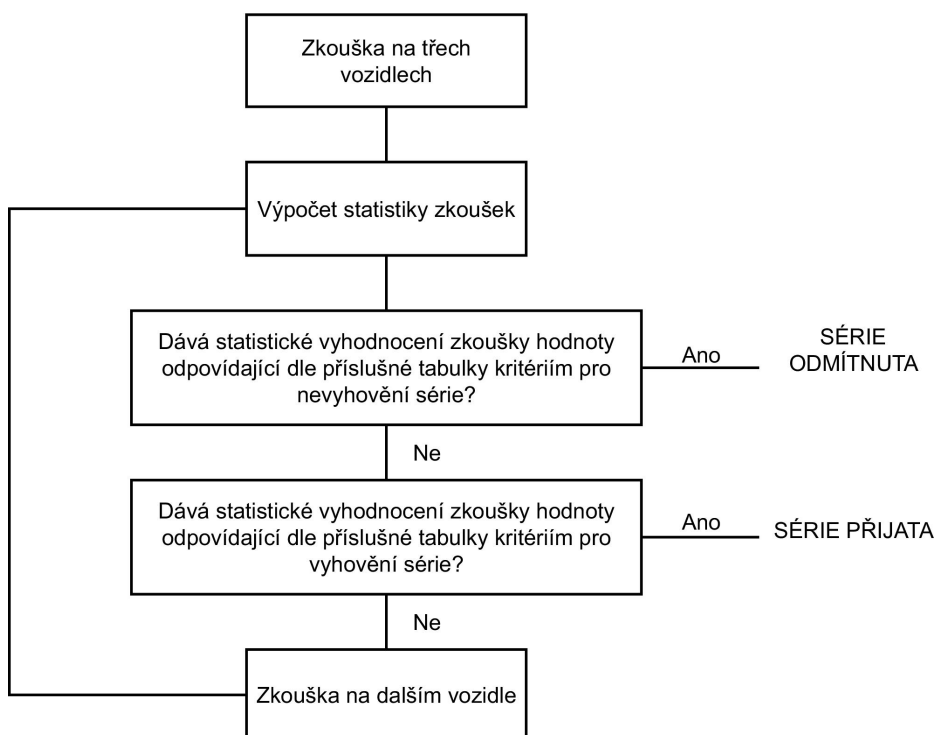 Zkouška na třech
vozidlech
Výpočet statistiky zkoušek
Dává statistické vyhodnocení zkoušky hodnoty
odpovídající dle příslušné tabulky kritériím pro
nevyhovění série?
Ano
SÉRIE
ODMÍTNUTA
Ne
Dává statistické vyhodnocení zkoušky hodnoty
odpovídající dle příslušné tabulky kritériím pro
vyhovění série?
Ano
SÉRIE PŘIJATA
Ne
Zkouška na dalším vozidle